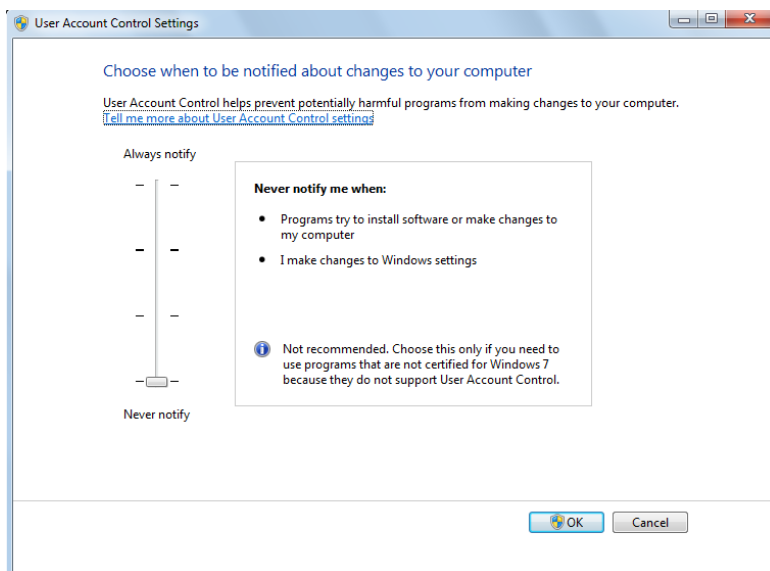 User Account Control Settings
Choose when to be notified about changes to your computer
User Account Control helps prevent potentially harmful programs from making changes to your computer.
Tell me more about User Account Control settings
Always notify
Never notify me when:
Programs try to install software or make changes to
my computer
I make changes to Windows settings
Not recommended. Choose this only if you need to
use programs that are not certified for Windows 7
because they do not support User Account Control.
Never notify
OK
Cancel